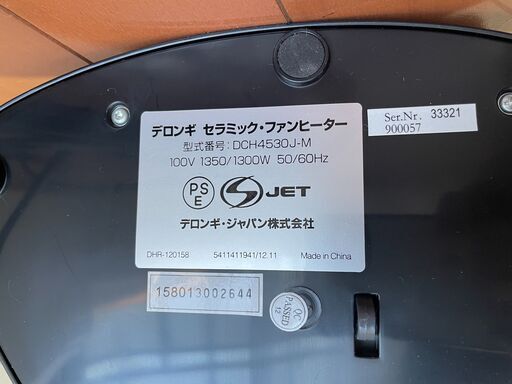 デロンギ セラミック・ファンヒーター
型式番号: DCH4530J-M
100V 1350/1300W 50/60Hz
PS
E
S JET
デロンギ・ジャパン株式会社
DHR-120158 5411411941/12.11 Made in China
Ser.Nr. 33321
900057
158013002644
QC
PASSED
12